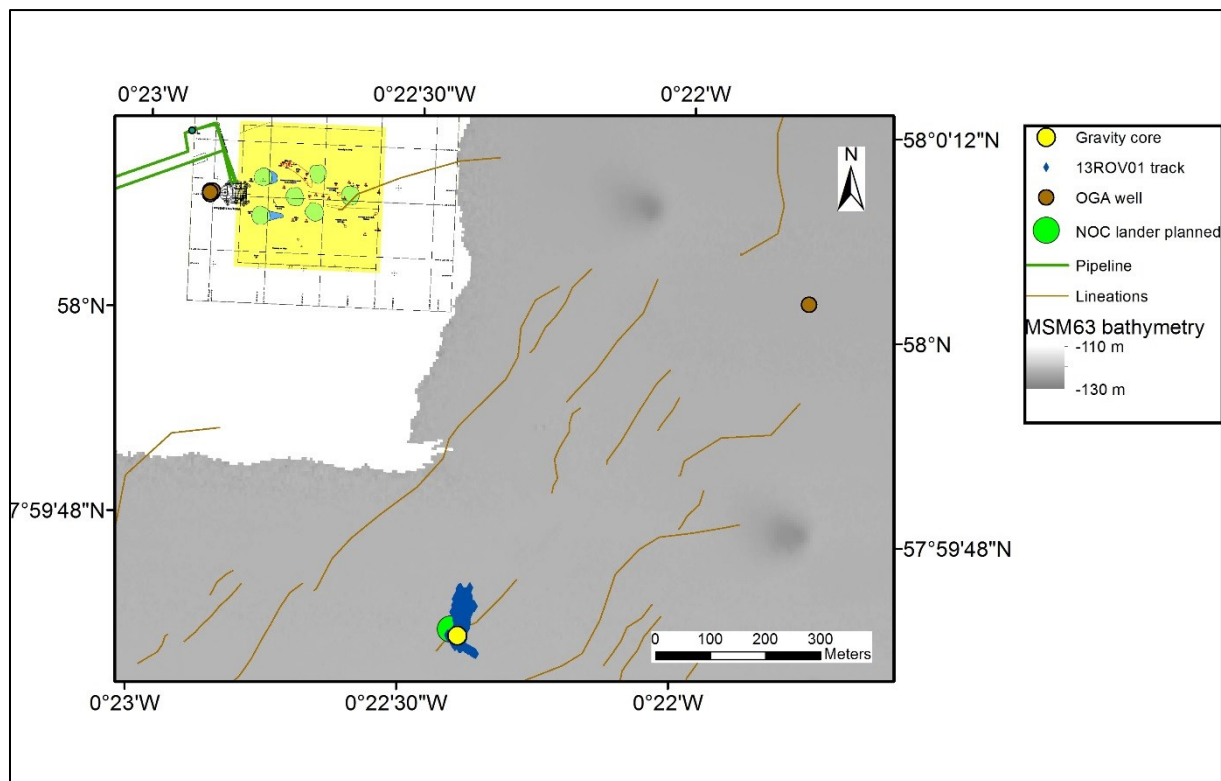 0°23'W 0°22'30"W 0°22'W
58°0'12"N
58°N
58°N
7°59'48"N
57°59'48"N
0°23'W 0°22'30"W 0°22'W
N
0 100 200 300
Meters
Gravity core
13ROV01 track
OGA well
NOC lander planned
Pipeline
Lineations
MSM63 bathymetry
-110 m
-130 m